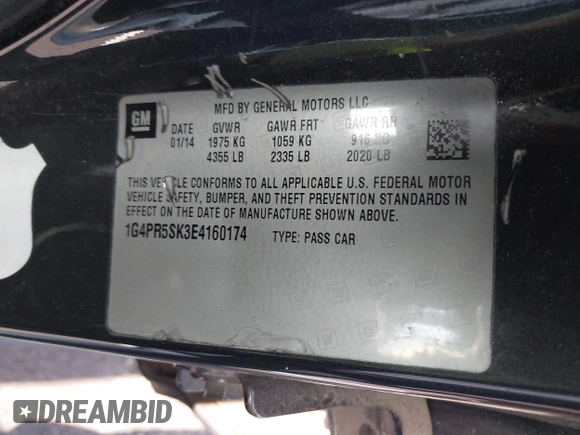 MFD BY GENERAL MOTORS LLC
GM
DATE GVWR GAWR FRT GAWR RR
01/14 1975 KG 1059 KG 916 KG
4355 LB 2335 LB 2020 LB
THIS VEHICLE CONFORMS TO ALL APPLICABLE U.S. FEDERAL MOTOR
VEHICLE SAFETY, BUMPER, AND THEFT PREVENTION STANDARDS IN
EFFECT ON THE DATE OF MANUFACTURE SHOWN ABOVE.
1G4PR5SK3E4160174 TYPE: PASS CAR
DREAMBID